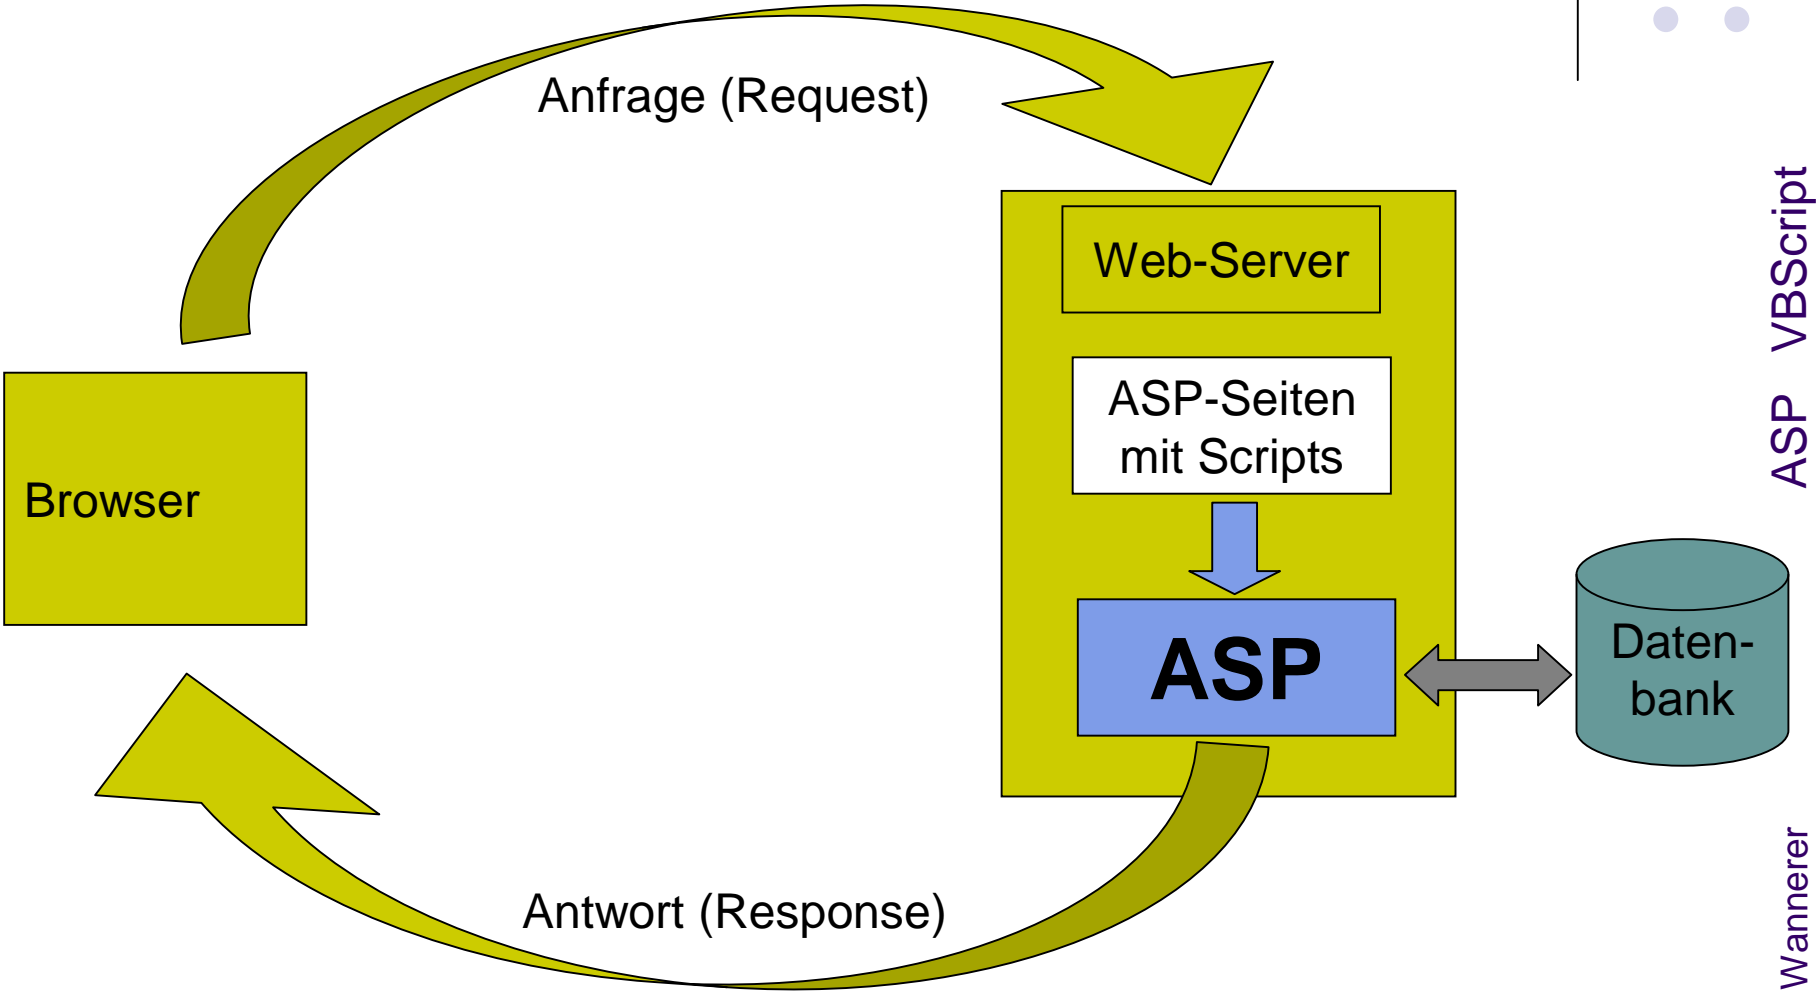 Anfrage (Request)
Web-Server
ASP-Seiten
mit Scripts
Browser
ASP
Daten-
bank
Antwort (Response)
ASP VBScript
Wannerer